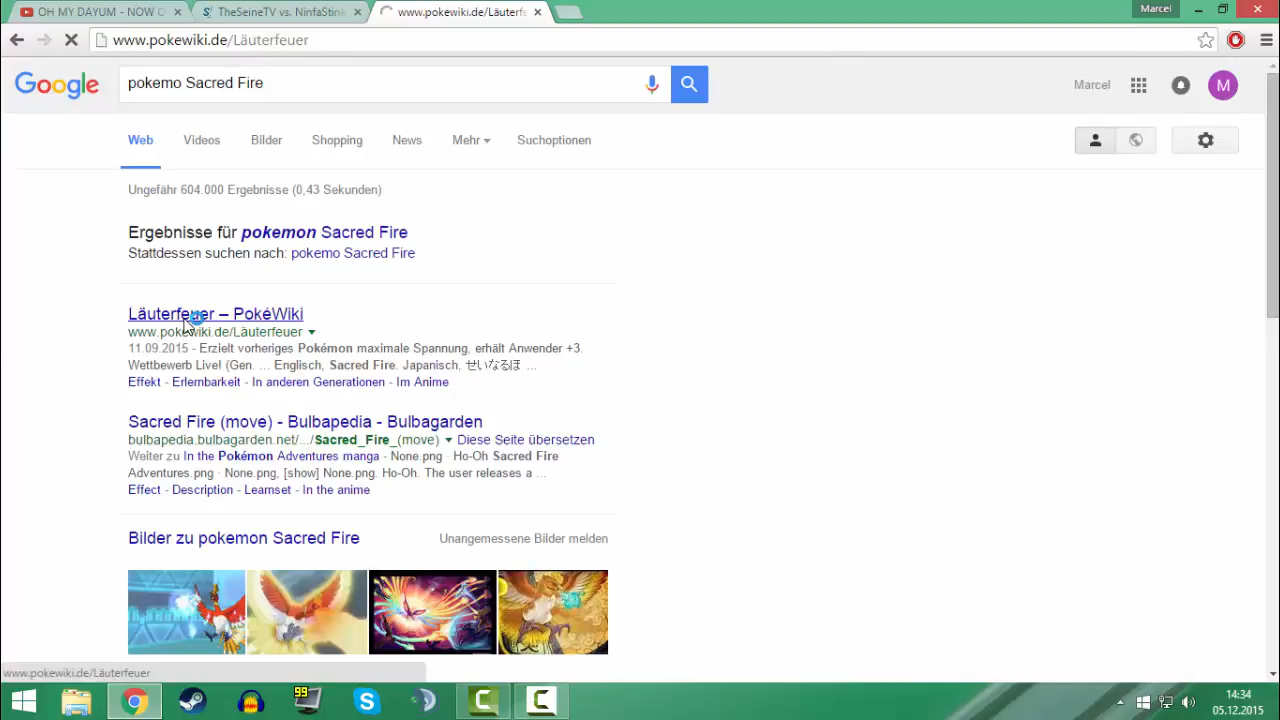 OH MY DAYUM - NOW O
TheSeineTV vs. NinfaStink
www.pokewiki.de/Läuterfe
Marcel
www.pokewiki.de/Läuterfeuer
Google
pokemo Sacred Fire
Marcel
M
Web Videos Bilder Shopping News Mehr Suchoptionen
Ungefähr 604.000 Ergebnisse (0,43 Sekunden)
Ergebnisse für pokemon Sacred Fire
Stattdessen suchen nach: pokemo Sacred Fire
Läuterfeuer – PokéWiki
www.pokewiki.de/Läuterfeuer
11.09.2015 - Erzielt vorheriges Pokémon maximale Spannung, erhält Anwender +3.
Wettbewerb Live! (Gen. ... Englisch, Sacred Fire. Japanisch, せいなるほ ...
Effekt - Erlernbarkeit - In anderen Generationen - Im Anime
Sacred Fire (move) - Bulbapedia - Bulbagarden
bulbapedia.bulbagarden.net/.../Sacred_Fire_(move) Diese Seite übersetzen
Weiter zu In the Pokémon Adventures manga - None.png · Ho-Oh Sacred Fire
Adventures.png · None.png, [show] None.png. Ho-Oh. The user releases a ...
Effect - Description - Learnset - In the anime
Bilder zu pokemon Sacred Fire Unangemessene Bilder melden
www.pokewiki.de/Läuterfeuer
99
14:34
05.12.2015